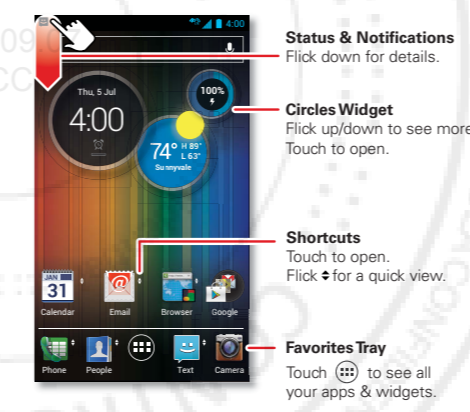 4:00
Thu, 5 Jul
4:00
100%
74° H 89°
L 63°
Sunnyvale
JAN
31
@
Calendar
Email
Browser
Google
Phone
People
Text
Camera
Status & Notifications
Flick down for details.
Circles Widget
Flick up/down to see more.
Touch to open.
Shortcuts
Touch to open.
Flick for a quick view.
Favorites Tray
Touch to see all
your apps & widgets.